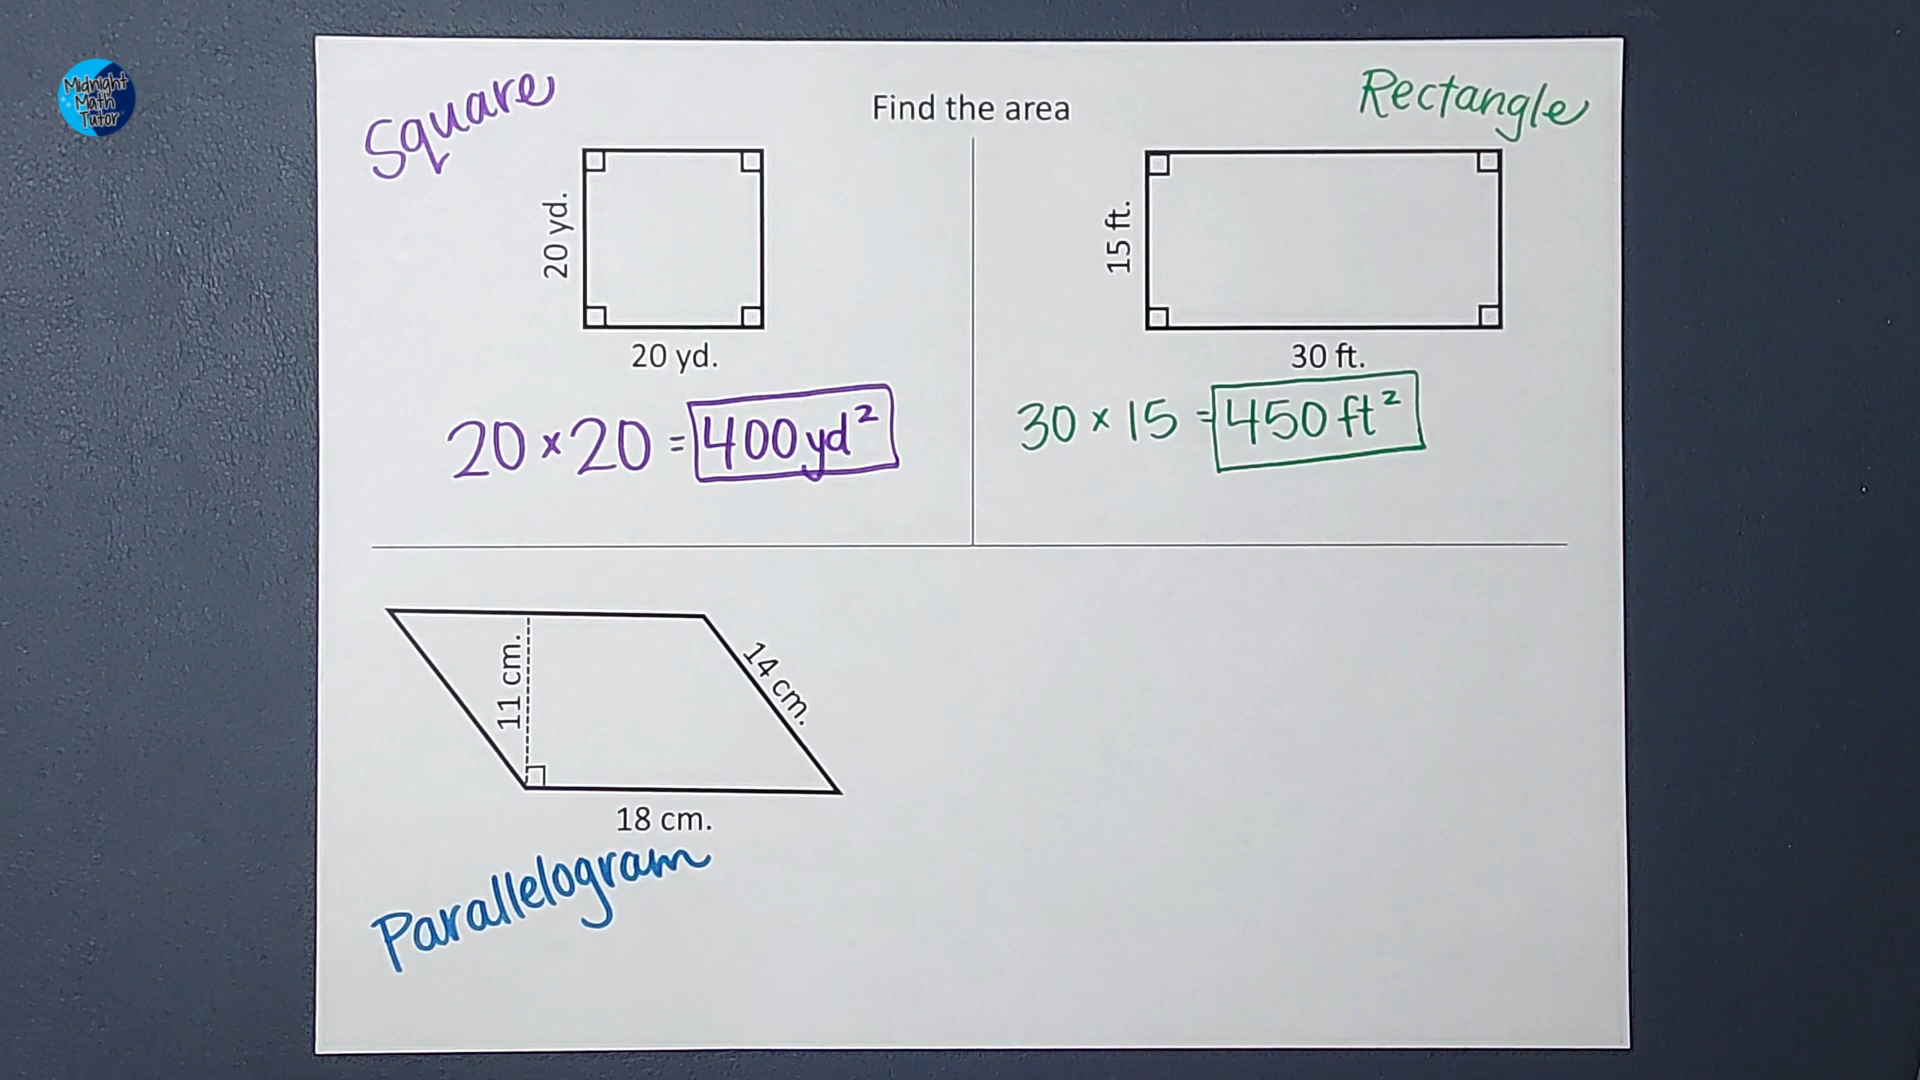 Midnight
Math
Tutor
Square
Find the area
Rectangle
20 yd.
20 yd.
15 ft.
30 ft.
20 × 20 = 400 yd²
30 × 15 = 450 ft²
11 cm.
14 cm.
18 cm.
Parallelogram